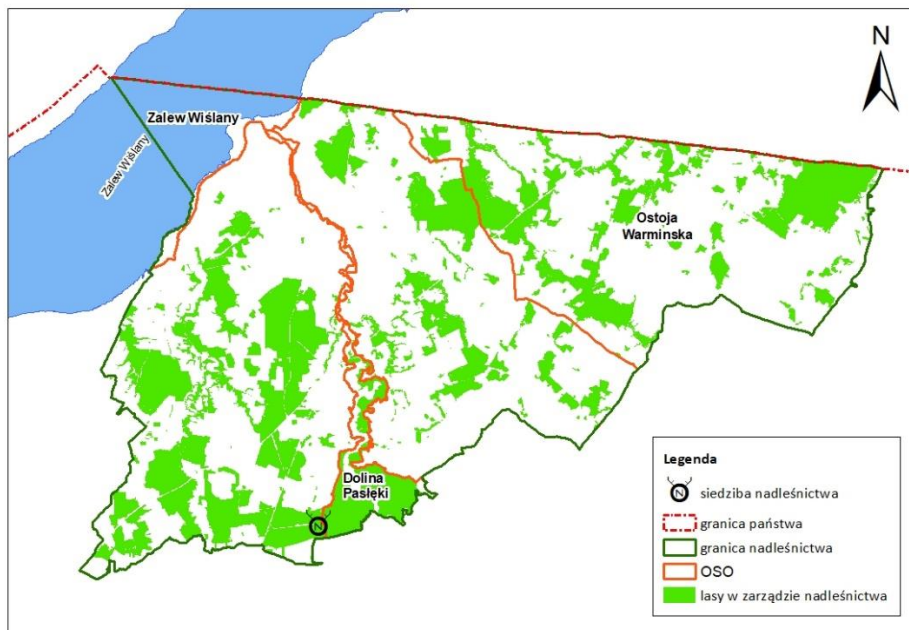 N
Zalew Wiślany
Zalew Wiślany
Ostoja
Warminska
Dolina
Pasłęki
N
Legenda
N siedziba nadleśnictwa
granica państwa
granica nadleśnictwa
OSO
lasy w zarządzie nadleśnictwa